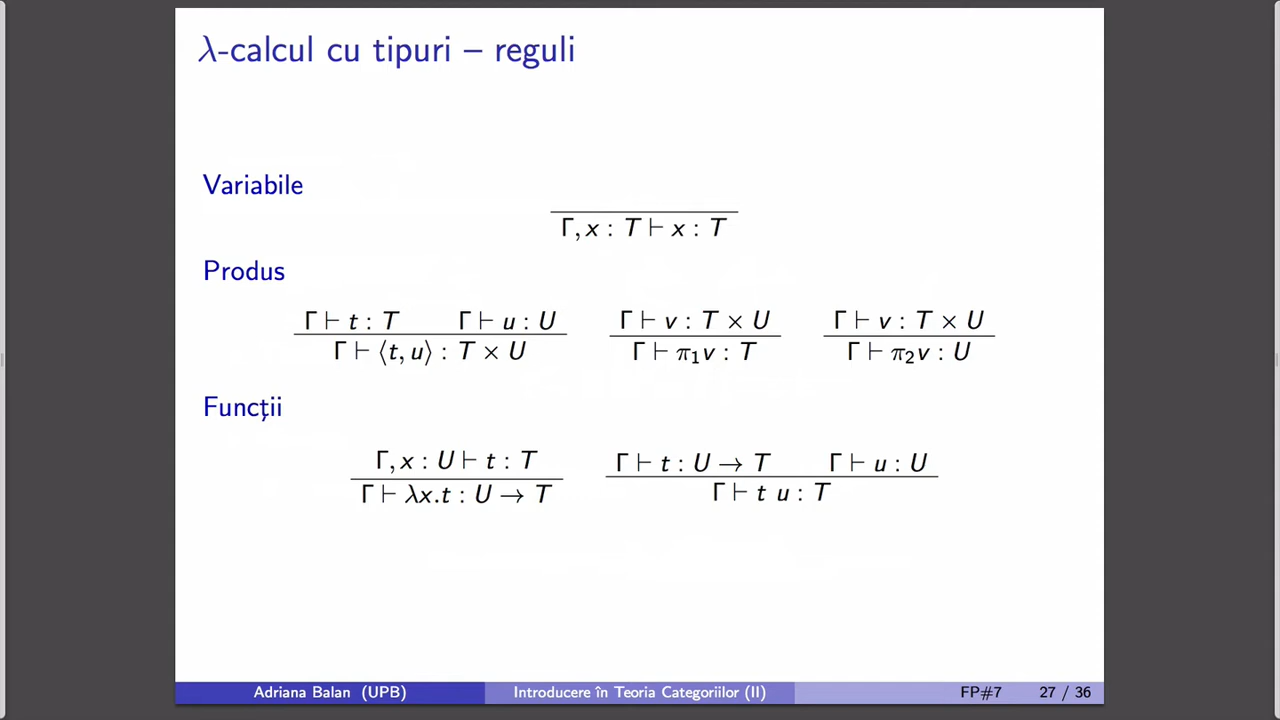 λ-calcul cu tipuri – reguli
Variabile
Γ, x : T ⊢ x : T
Produs
Γ ⊢ t : T Γ ⊢ u : U Γ ⊢ v : T × U Γ ⊢ v : T × U
Γ ⊢ ⟨t, u⟩ : T × U Γ ⊢ π₁v : T Γ ⊢ π₂v : U
Funcții
Γ, x : U ⊢ t : T Γ ⊢ t : U → T Γ ⊢ u : U
Γ ⊢ λx.t : U → T Γ ⊢ t u : T
Adriana Balan (UPB) Introducere în Teoria Categoriilor (II) FP#7 27 / 36